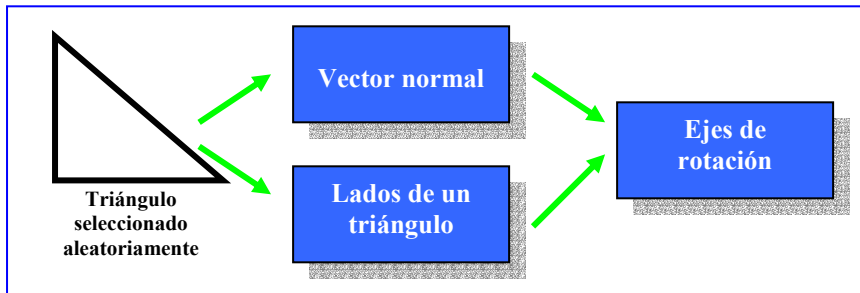 Triángulo
seleccionado
aleatoriamente
Vector normal
Lados de un
triángulo
Ejes de
rotación